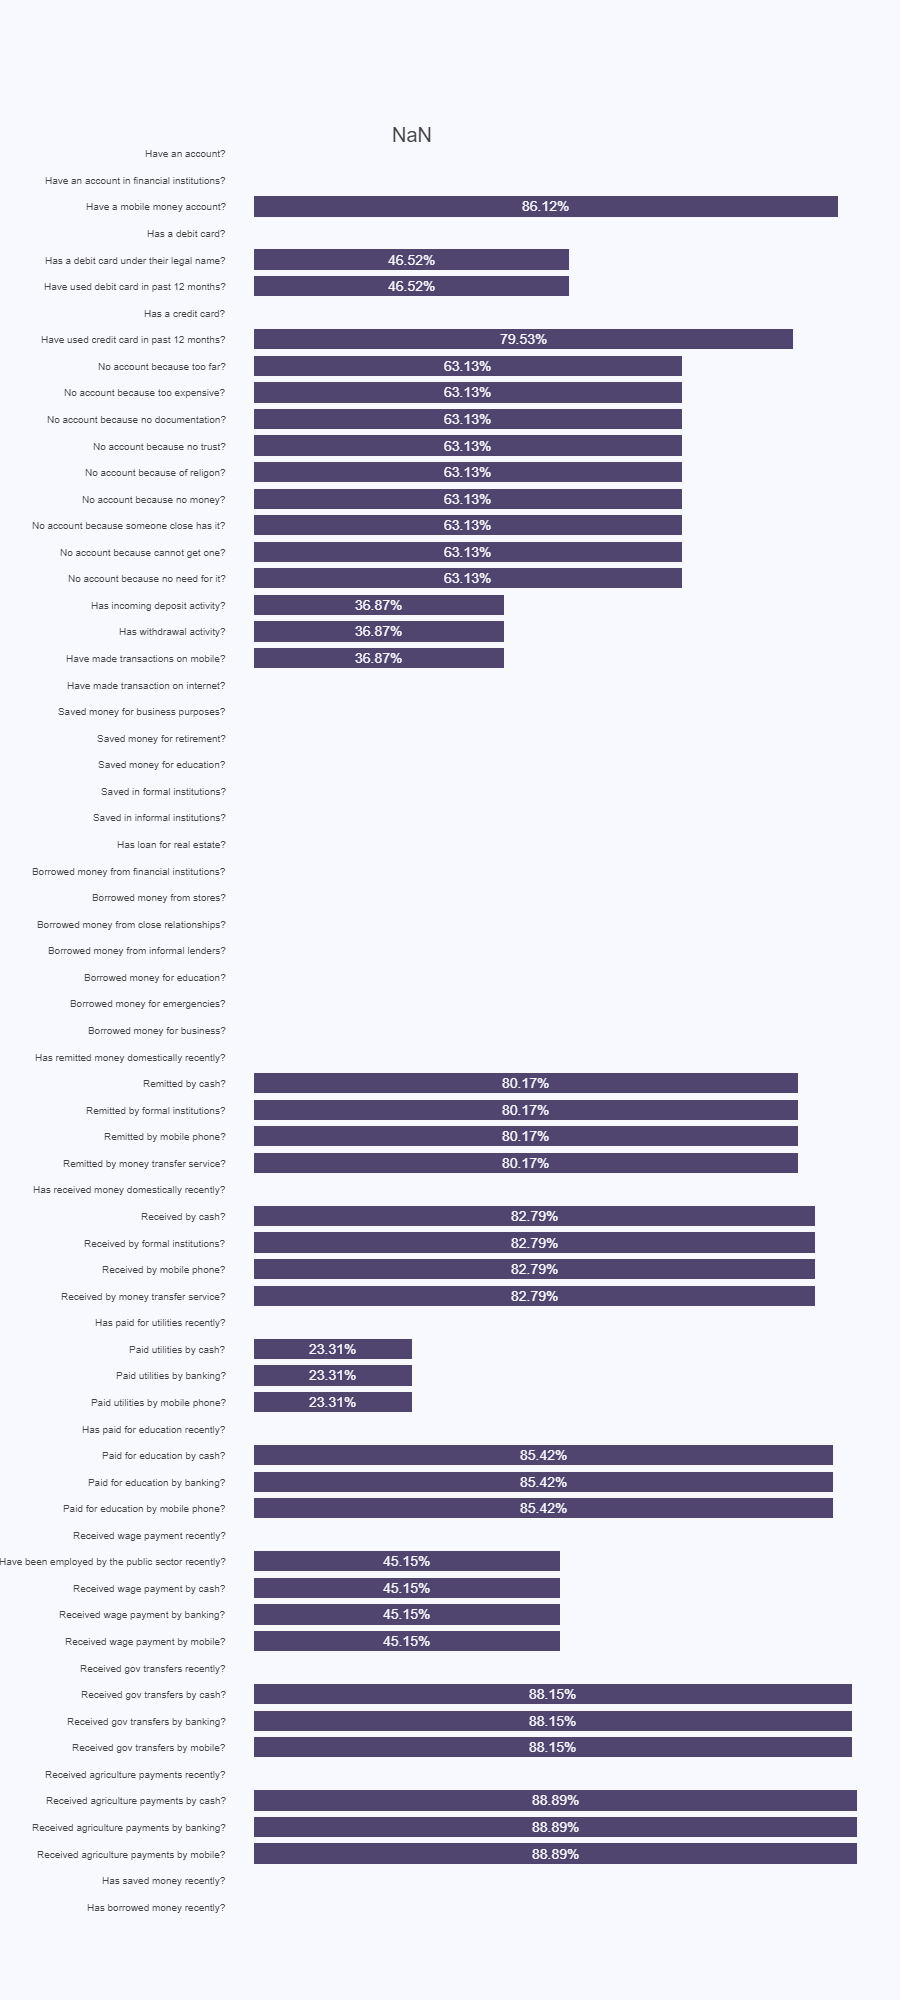 NaN
Have an account?
Have an account in financial institutions?
Have a mobile money account? 86.12%
Has a debit card?
Has a debit card under their legal name? 46.52%
Have used debit card in past 12 months? 46.52%
Has a credit card?
Have used credit card in past 12 months? 79.53%
No account because too far? 63.13%
No account because too expensive? 63.13%
No account because no documentation? 63.13%
No account because no trust? 63.13%
No account because of religon? 63.13%
No account because no money? 63.13%
No account because someone close has it? 63.13%
No account because cannot get one? 63.13%
No account because no need for it? 63.13%
Has incoming deposit activity? 36.87%
Has withdrawal activity? 36.87%
Have made transactions on mobile? 36.87%
Have made transaction on internet?
Saved money for business purposes?
Saved money for retirement?
Saved money for education?
Saved in formal institutions?
Saved in informal institutions?
Has loan for real estate?
Borrowed money from financial institutions?
Borrowed money from stores?
Borrowed money from close relationships?
Borrowed money from informal lenders?
Borrowed money for education?
Borrowed money for emergencies?
Borrowed money for business?
Has remitted money domestically recently?
Remitted by cash? 80.17%
Remitted by formal institutions? 80.17%
Remitted by mobile phone? 80.17%
Remitted by money transfer service? 80.17%
Has received money domestically recently?
Received by cash? 82.79%
Received by formal institutions? 82.79%
Received by mobile phone? 82.79%
Received by money transfer service? 82.79%
Has paid for utilities recently?
Paid utilities by cash? 23.31%
Paid utilities by banking? 23.31%
Paid utilities by mobile phone? 23.31%
Has paid for education recently?
Paid for education by cash? 85.42%
Paid for education by banking? 85.42%
Paid for education by mobile phone? 85.42%
Received wage payment recently?
Have been employed by the public sector recently? 45.15%
Received wage payment by cash? 45.15%
Received wage payment by banking? 45.15%
Received wage payment by mobile? 45.15%
Received gov transfers recently?
Received gov transfers by cash? 88.15%
Received gov transfers by banking? 88.15%
Received gov transfers by mobile? 88.15%
Received agriculture payments recently?
Received agriculture payments by cash? 88.89%
Received agriculture payments by banking? 88.89%
Received agriculture payments by mobile? 88.89%
Has saved money recently?
Has borrowed money recently?